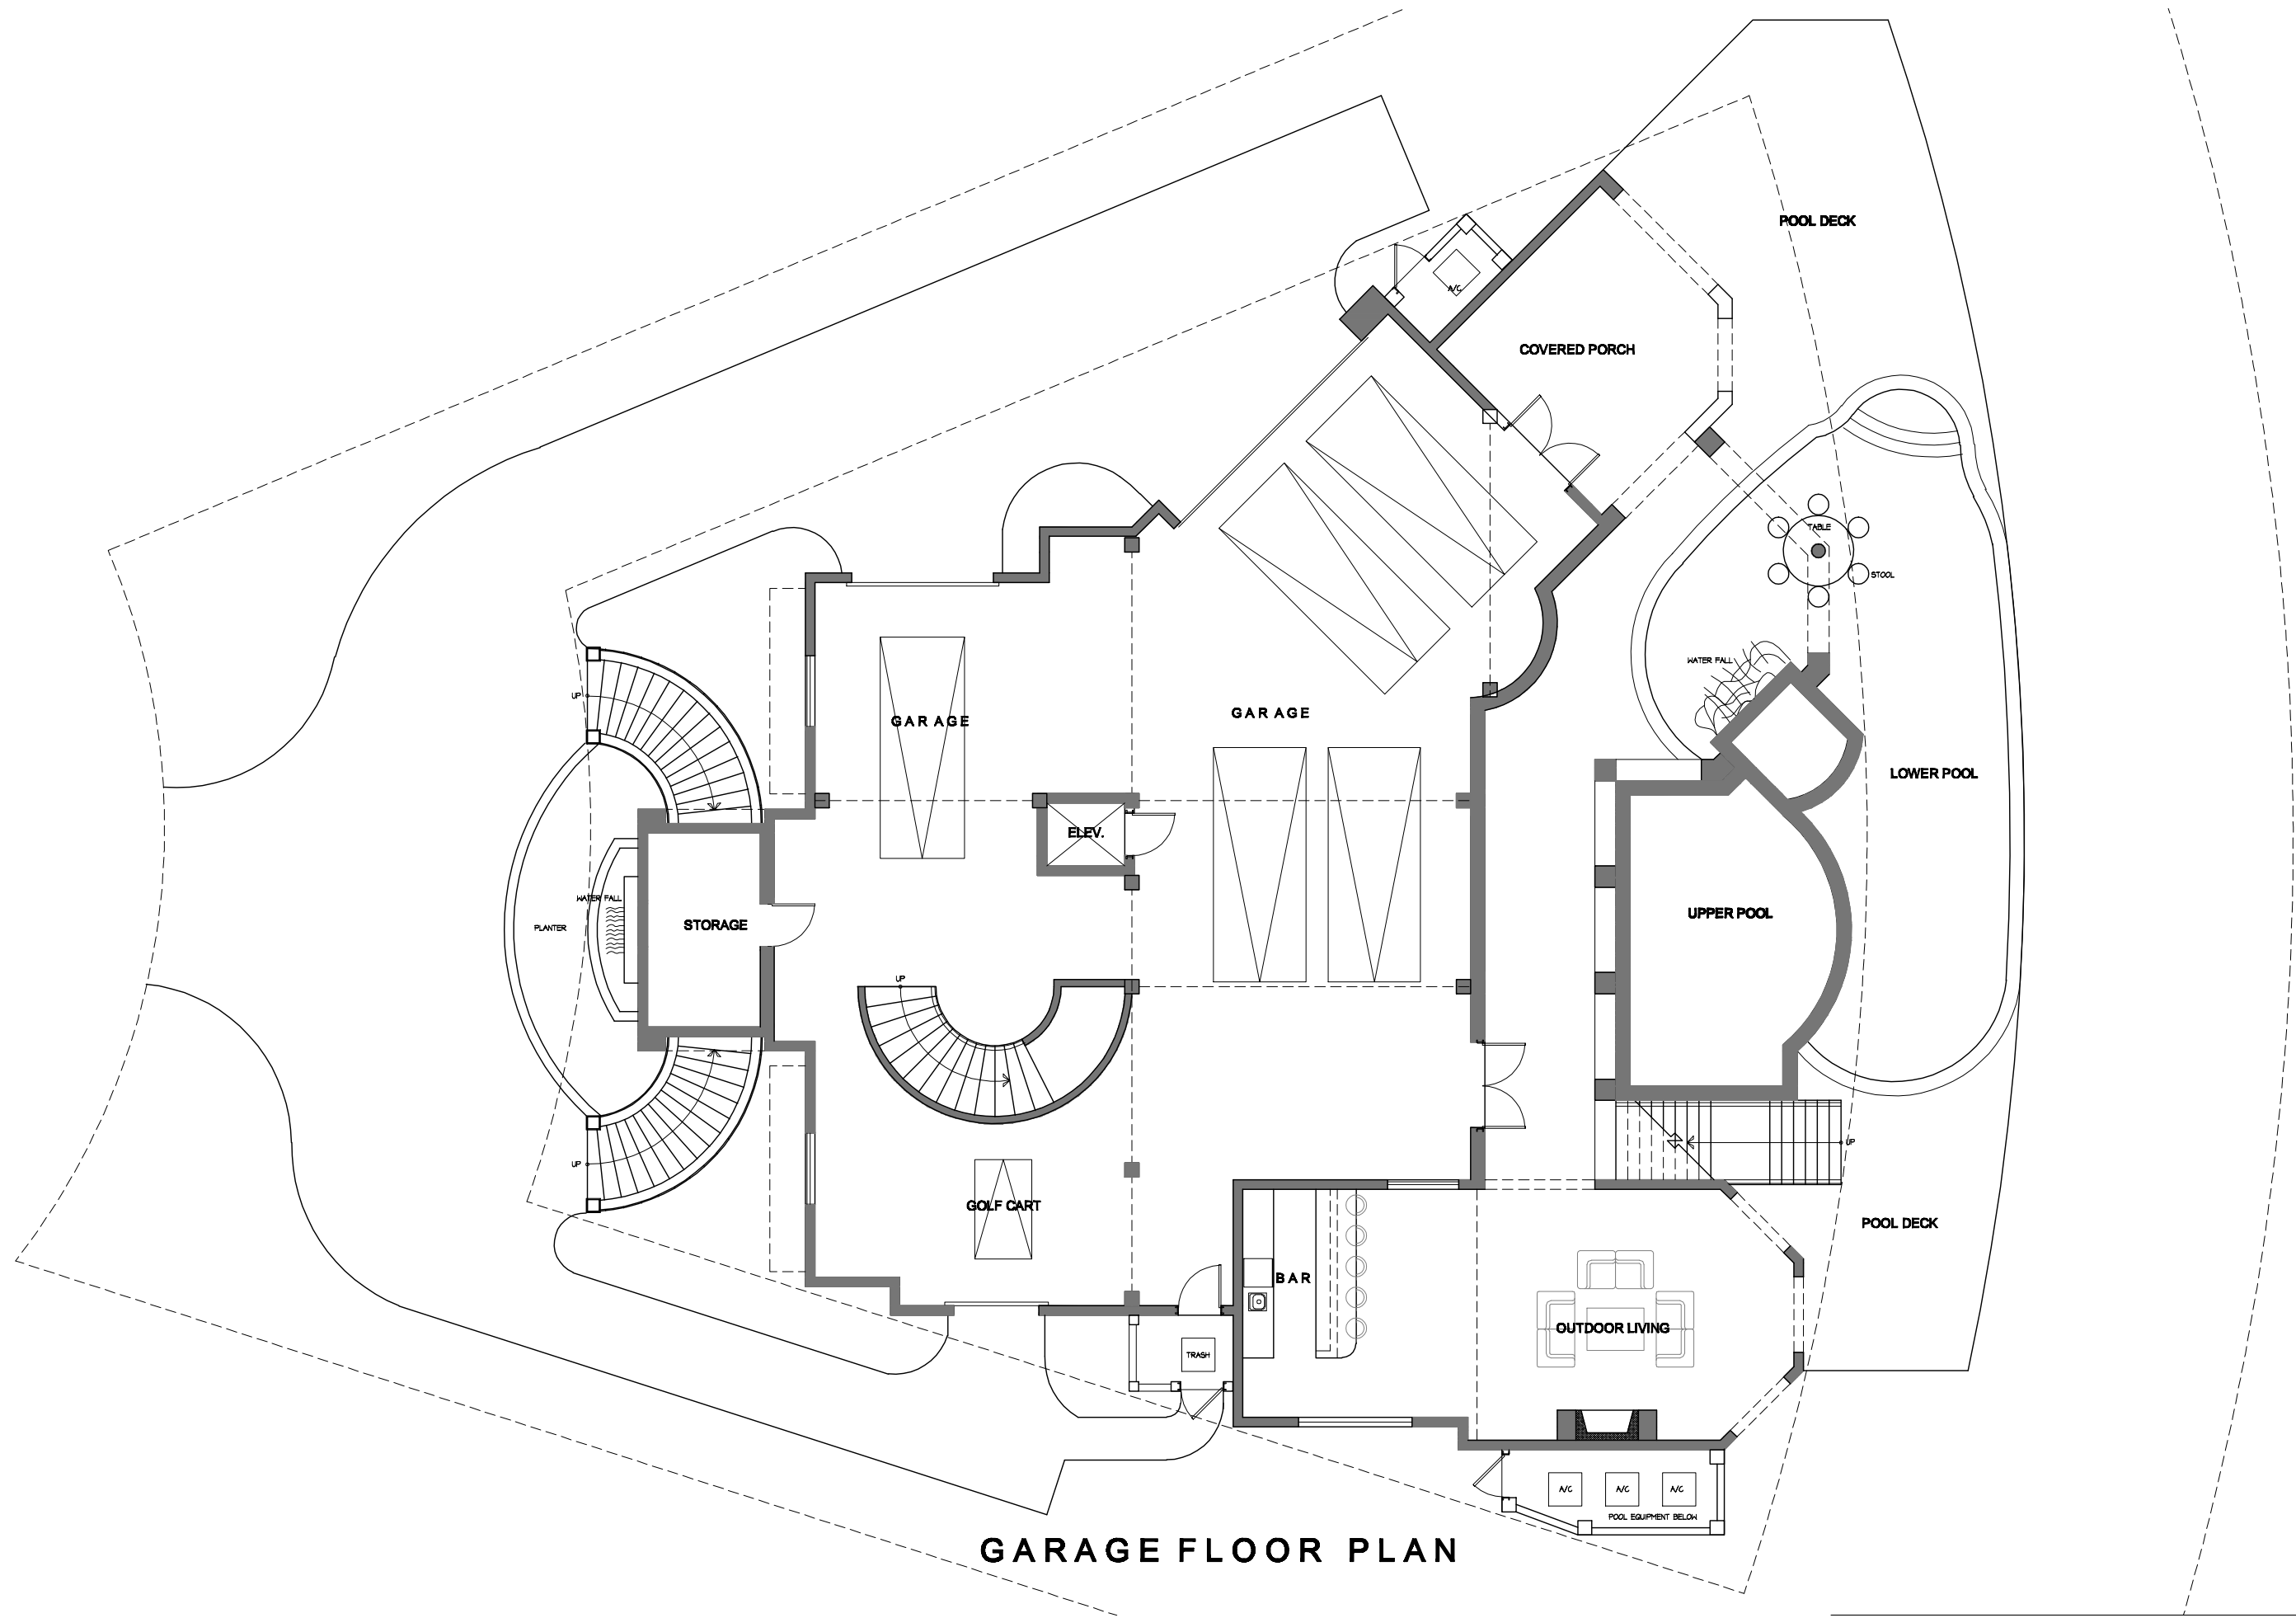 POOL DECK
A/C
COVERED PORCH
TABLE
STOOL
WATER FALL
UP
GARAGE
GARAGE
LOWER POOL
ELEV.
WATER FALL
STORAGE
PLANTER
UPPER POOL
UP
UP
UP
GOLF CART
POOL DECK
BAR
OUTDOOR LIVING
TRASH
A/C
A/C
A/C
POOL EQUIPMENT BELOW
GARAGE FLOOR PLAN